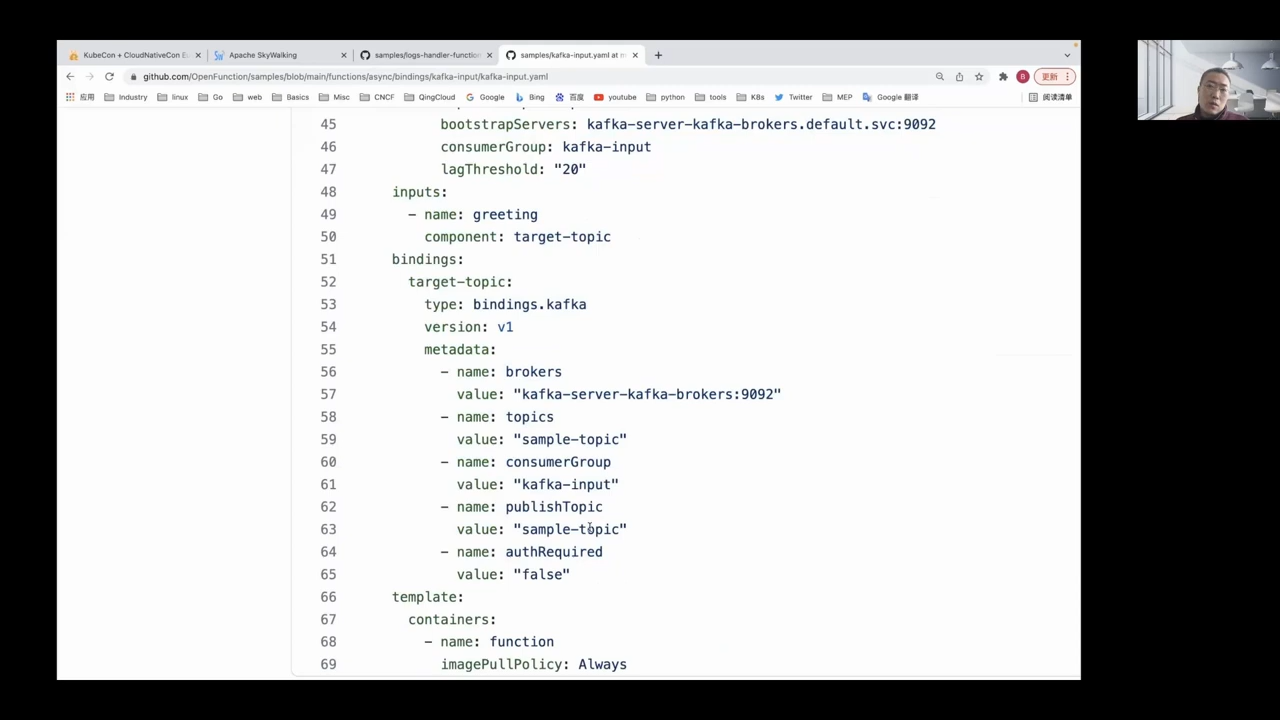 KubeCon + CloudNativeCon E
Apache SkyWalking
samples/logs-handler-function
samples/kafka-input.yaml at m
github.com/OpenFunction/samples/blob/main/functions/async/bindings/kafka-input/kafka-input.yaml
B
更新
应用 Industry linux Go web Basics Misc CNCF QingCloud Google Bing 百度 youtube python tools K8s Twitter MEP Google 翻译 阅读清单
45 bootstrapServers: kafka-server-kafka-brokers.default.svc:9092
46 consumerGroup: kafka-input
47 lagThreshold: "20"
48 inputs:
49 - name: greeting
50 component: target-topic
51 bindings:
52 target-topic:
53 type: bindings.kafka
54 version: v1
55 metadata:
56 - name: brokers
57 value: "kafka-server-kafka-brokers:9092"
58 - name: topics
59 value: "sample-topic"
60 - name: consumerGroup
61 value: "kafka-input"
62 - name: publishTopic
63 value: "sample-topic"
64 - name: authRequired
65 value: "false"
66 template:
67 containers:
68 - name: function
69 imagePullPolicy: Always